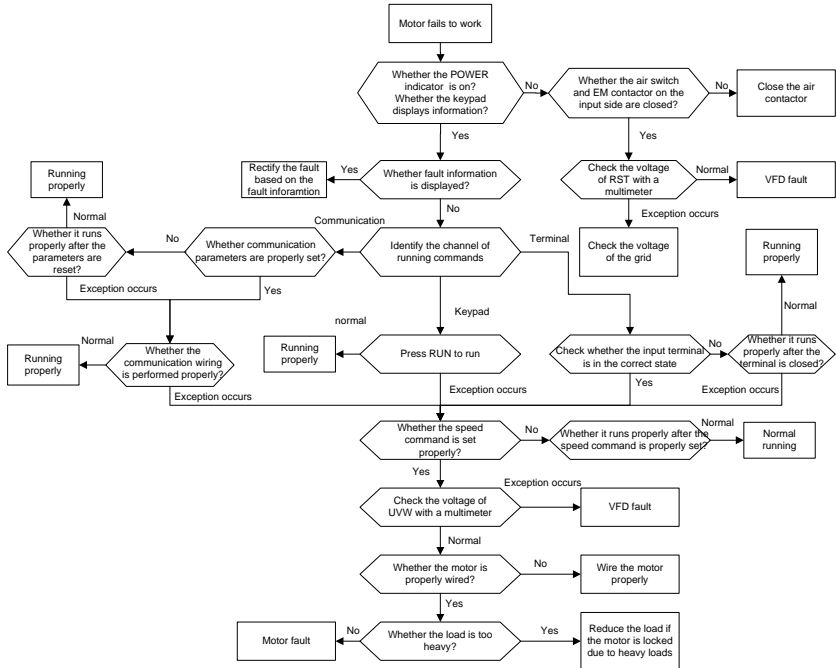 Motor fails to work
Whether the POWER
indicator is on?
Whether the keypad
displays information?
No
Whether the air switch
and EM contactor on the
input side are closed?
No
Close the air
contactor
Yes
Yes
Running
properly
Rectify the fault
based on the
fault inforamtion
Yes
Whether fault information
is displayed?
Check the voltage
of RST with a
multimeter
Normal
VFD fault
Normal
No
Exception occurs
Communication
Whether it runs
properly after the
parameters are
reset?
No
Whether communication
parameters are properly set?
Identify the channel of
running commands
Terminal
Check the voltage
of the grid
Running
properly
Exception occurs
Yes
Keypad
Normal
normal
Running
properly
Normal
Whether the
communication wiring
is performed properly?
Running
properly
Press RUN to run
Check whether the input terminal
is in the correct state
No
Whether it runs
properly after the
terminal is closed?
Exception occurs
Exception occurs
Yes
Exception occurs
Whether the
speed
command is set
properly?
No
Whether it runs properly after the
speed command is properly set?
Normal
Normal
running
Yes
Exception occurs
Check the voltage of
UVW with a multimeter
VFD fault
Normal
Whether the motor is
properly wired?
No
Wire the motor
properly
Yes
Motor fault
No
Whether the load is too
heavy?
Yes
Reduce the load if
the motor is locked
due to heavy loads